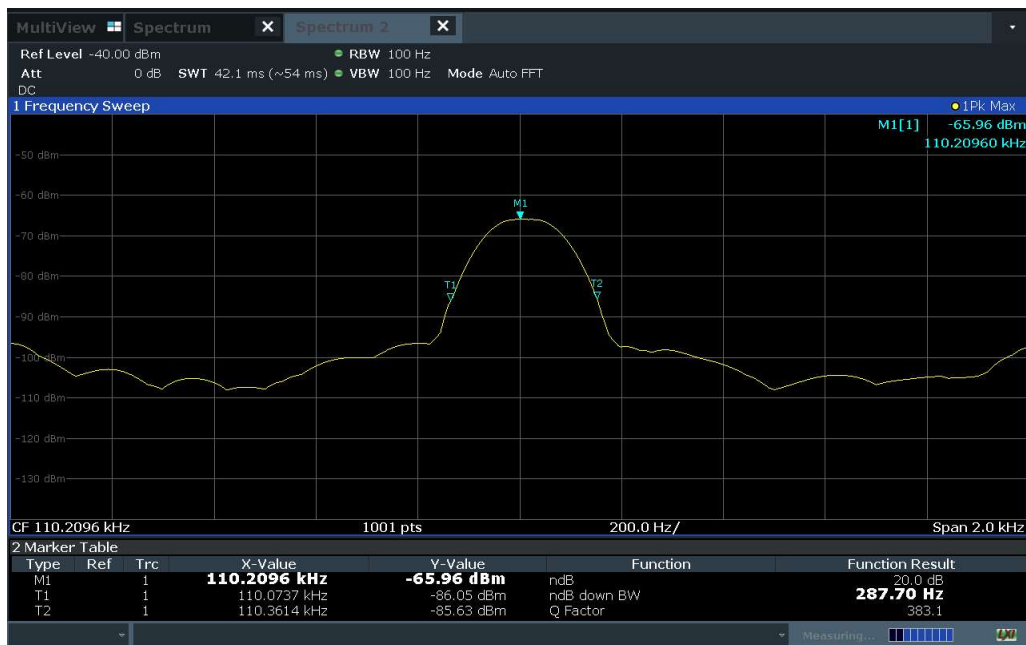 MultiView Spectrum X Spectrum 2 X
Ref Level -40.00 dBm RBW 100 Hz
Att 0 dB SWT 42.1 ms (~54 ms) VBW 100 Hz Mode Auto FFT
DC
1 Frequency Sweep 1Pk Max
M1[1] -65.96 dBm
110.20960 kHz
-50 dBm
-60 dBm
M1
-70 dBm
-80 dBm
T1 T2
-90 dBm
-100 dBm
-110 dBm
-120 dBm
-130 dBm
CF 110.2096 kHz 1001 pts 200.0 Hz/ Span 2.0 kHz
2 Marker Table
Type Ref Trc X-Value Y-Value Function Function Result
M1 1 110.2096 kHz -65.96 dBm ndB 20.0 dB
T1 1 110.0737 kHz -86.05 dBm ndB down BW 287.70 Hz
T2 1 110.3614 kHz -85.63 dBm Q Factor 383.1
Measuring...